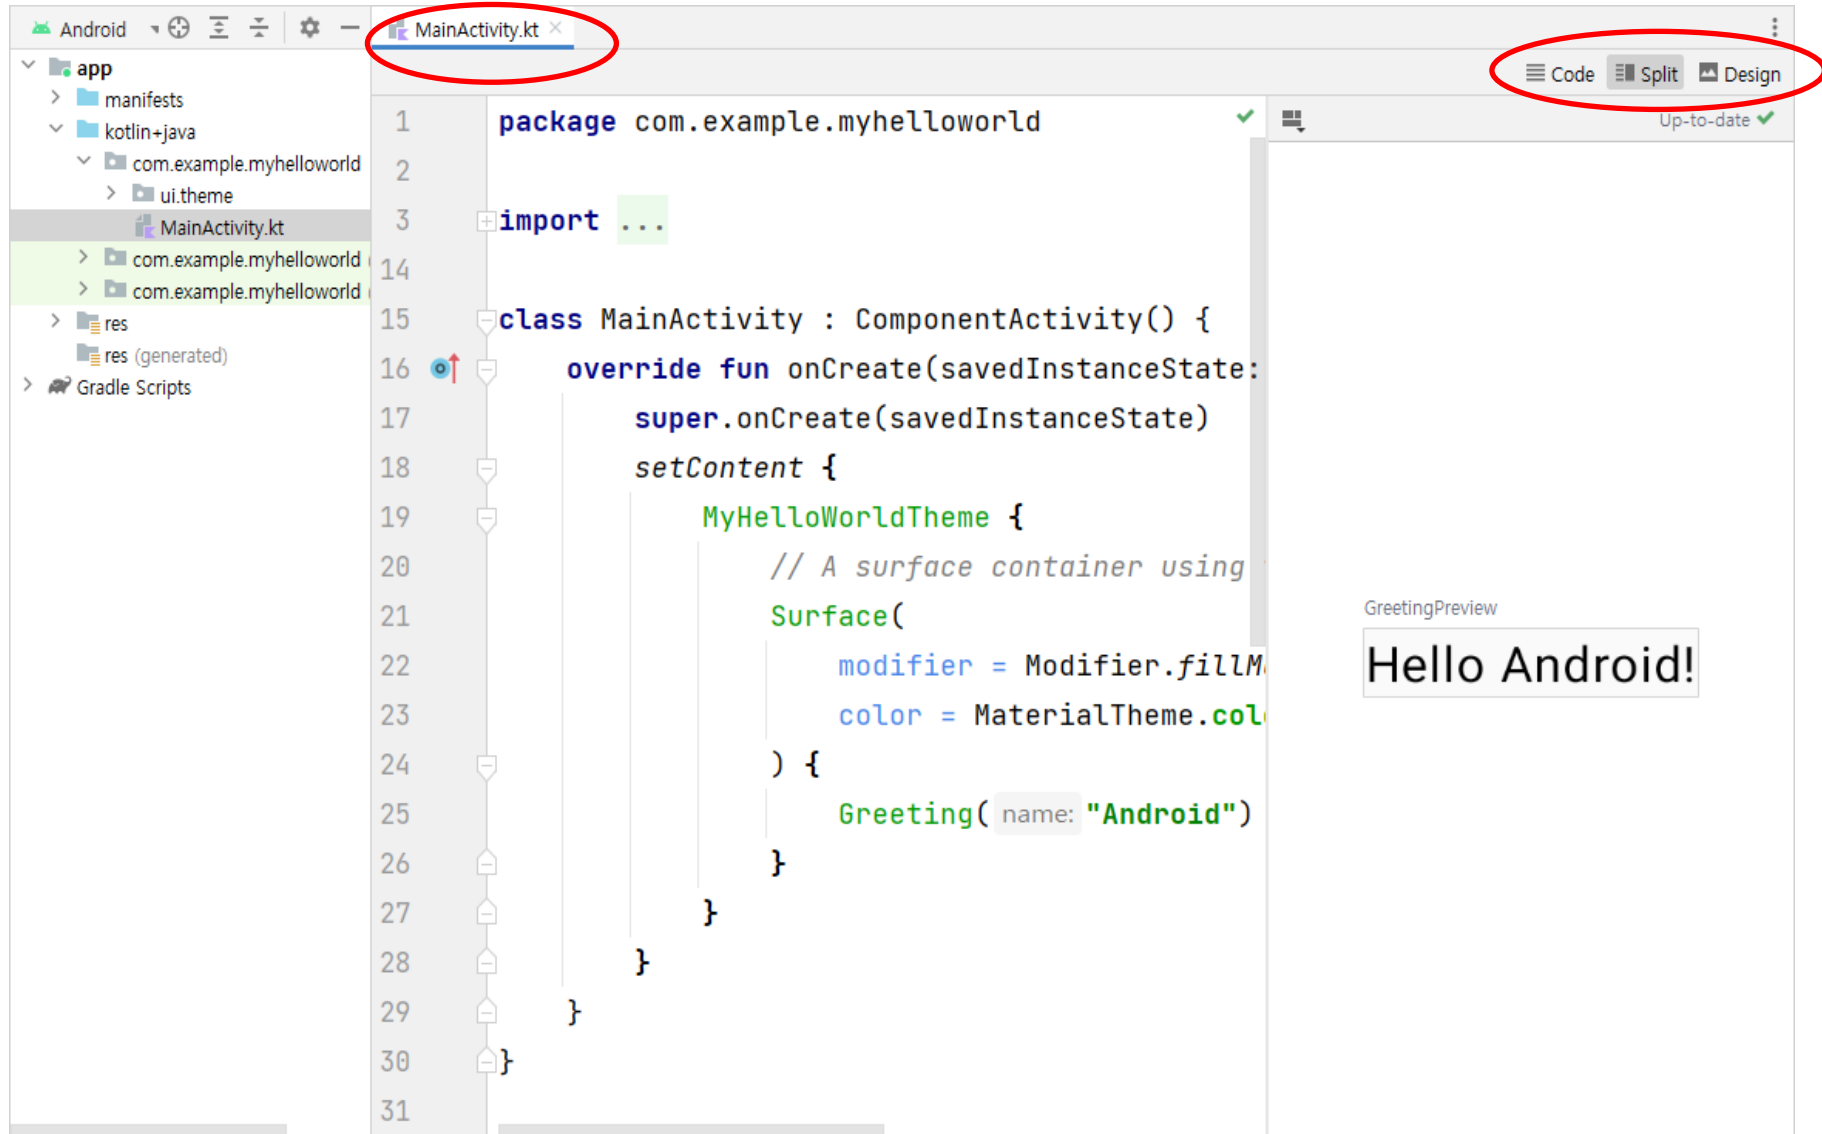 Android
MainActivity.kt
Code Split Design
app
manifests
kotlin+java
com.example.myhelloworld
ui.theme
MainActivity.kt
com.example.myhelloworld
com.example.myhelloworld
res
res (generated)
Gradle Scripts
1 package com.example.myhelloworld
2
3 import ...
14
15 class MainActivity : ComponentActivity() {
16 override fun onCreate(savedInstanceState:
17 super.onCreate(savedInstanceState)
18 setContent {
19 MyHelloWorldTheme {
20 // A surface container using
21 Surface(
22 modifier = Modifier.fillM
23 color = MaterialTheme.col
24 ) {
25 Greeting( name: "Android")
26 }
27 }
28 }
29 }
30 }
31
Up-to-date
GreetingPreview
Hello Android!